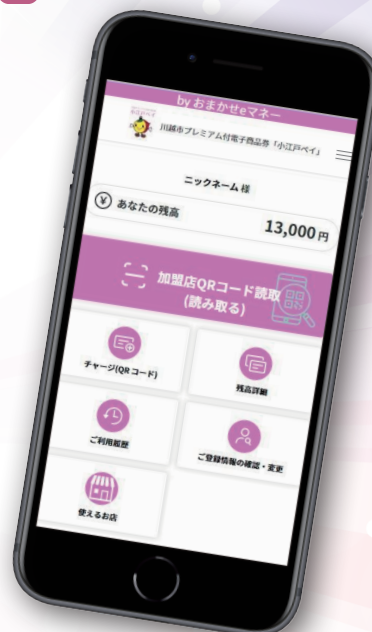 by おまかせeマネー
川越市プレミアム付電子商品券「小江戸ペイ」
ニックネーム 様
¥ あなたの残高
13,000 円
加盟店QRコード読取
(読み取る)
チャージ(QRコード)
残高詳細
ご利用履歴
ご登録情報の確認・変更
使えるお店